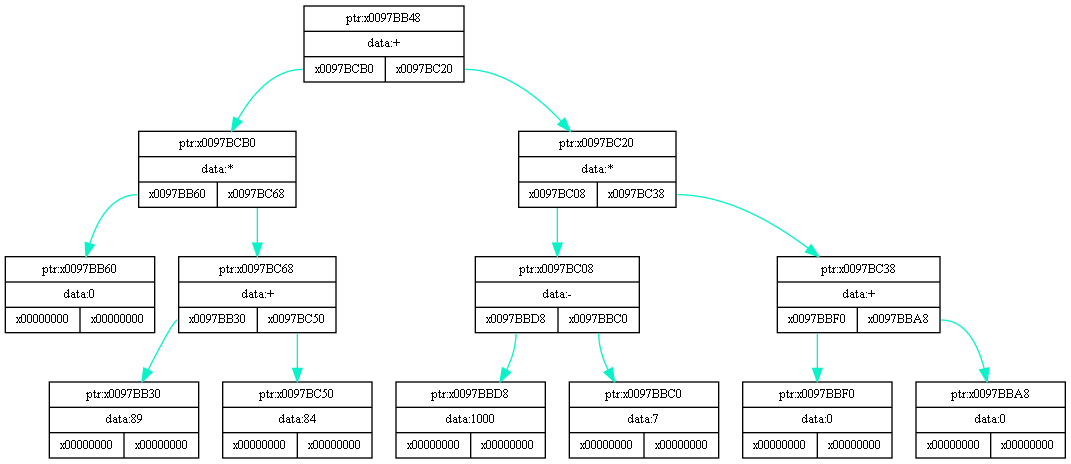 ptr:x0097BB48
data:+
x0097BCB0 x0097BC20
ptr:x0097BCB0
data:*
x0097BB60 x0097BC68
ptr:x0097BC20
data:*
x0097BC08 x0097BC38
ptr:x0097BB60
data:0
x00000000 x00000000
ptr:x0097BC68
data:+
x0097BB30 x0097BC50
ptr:x0097BC08
data:-
x0097BBD8 x0097BBC0
ptr:x0097BC38
data:+
x0097BBF0 x0097BBA8
ptr:x0097BB30
data:89
x00000000 x00000000
ptr:x0097BC50
data:84
x00000000 x00000000
ptr:x0097BBD8
data:1000
x00000000 x00000000
ptr:x0097BBC0
data:7
x00000000 x00000000
ptr:x0097BBF0
data:0
x00000000 x00000000
ptr:x0097BBA8
data:0
x00000000 x00000000